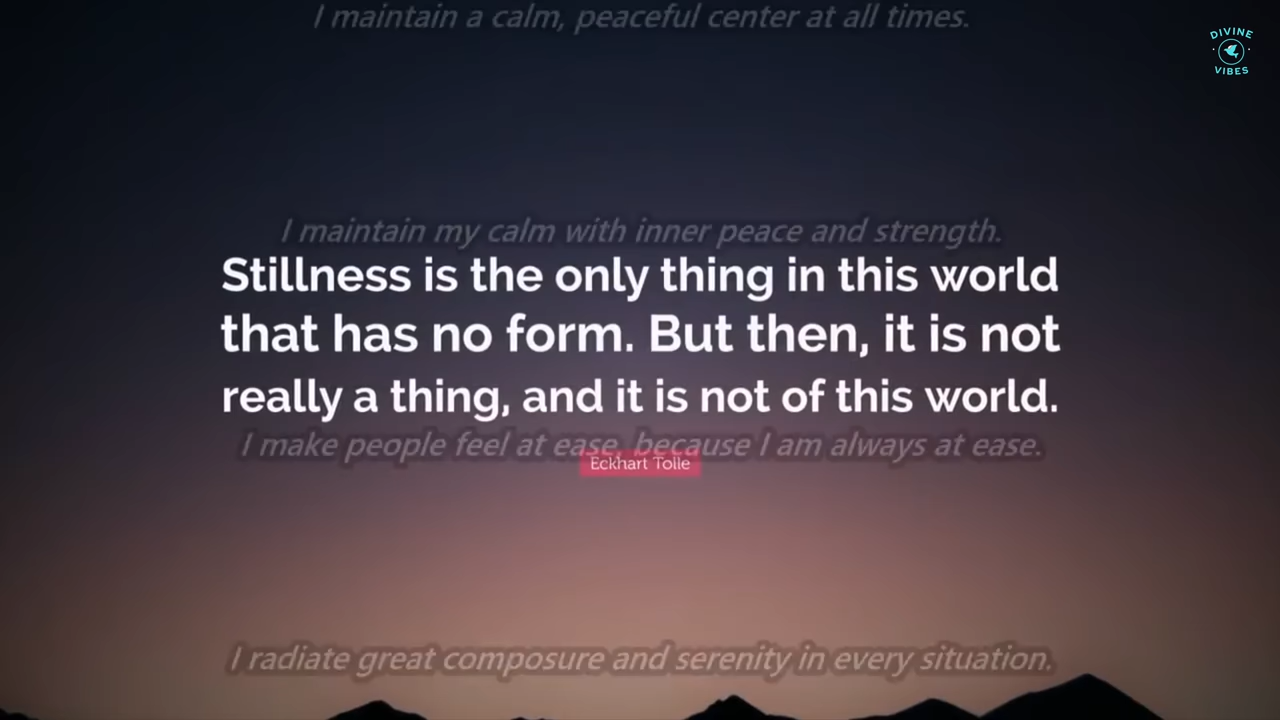 I maintain a calm, peaceful center at all times.
DIVINE
VIBES
I maintain my calm with inner peace and strength.
Stillness is the only thing in this world
that has no form. But then, it is not
really a thing, and it is not of this world.
I make people feel at ease, because I am always at ease.
Eckhart Tolle
I radiate great composure and serenity in every situation.